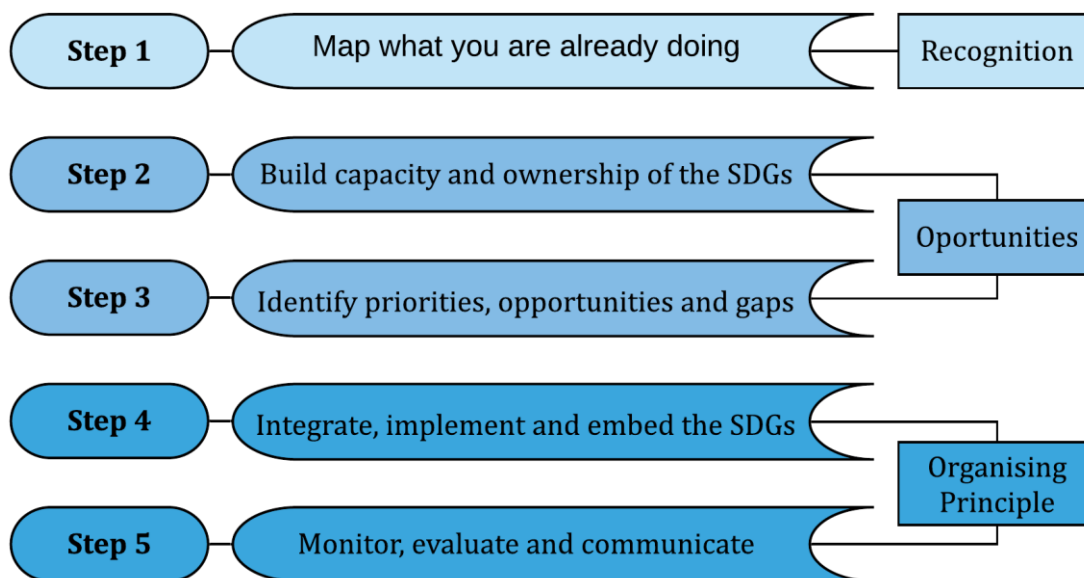 Step 1
Map what you are already doing
Recognition
Step 2
Build capacity and ownership of the SDGs
Oportunities
Step 3
Identify priorities, opportunities and gaps
Step 4
Integrate, implement and embed the SDGs
Organising
Principle
Step 5
Monitor, evaluate and communicate